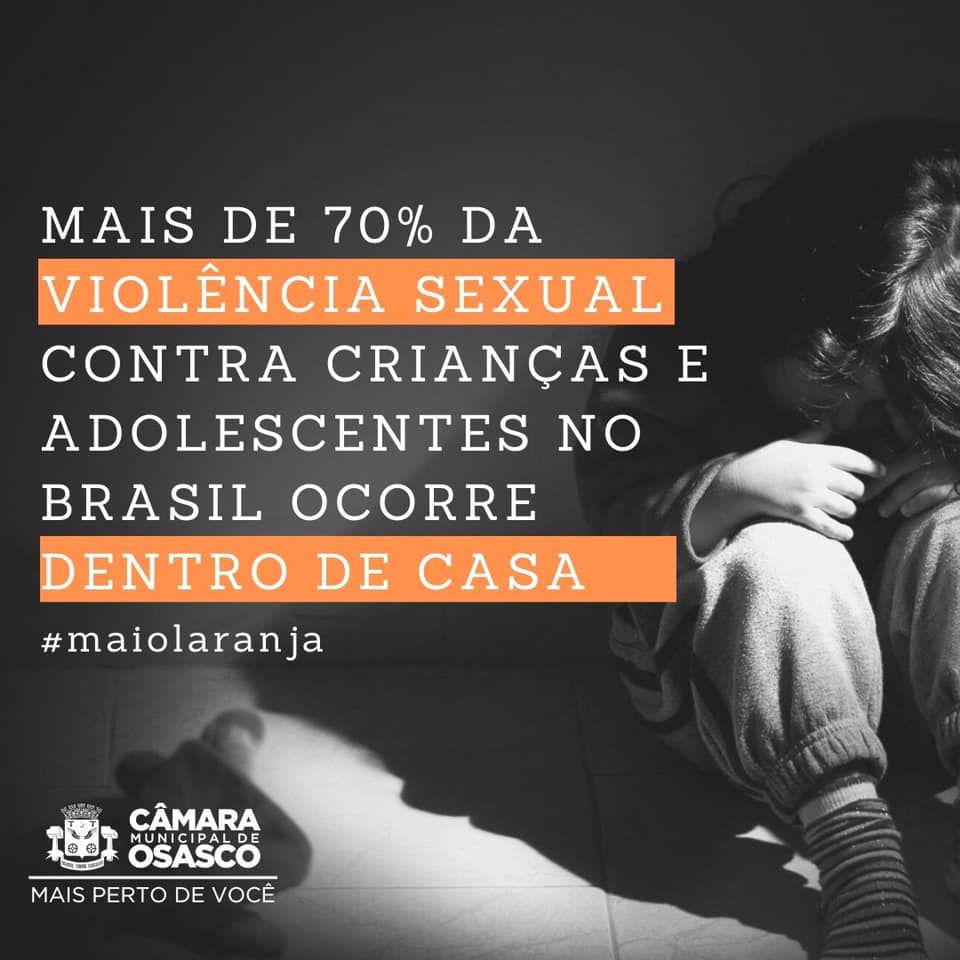 MAIS DE 70% DA
VIOLÊNCIA SEXUAL
CONTRA CRIANÇAS E
ADOLESCENTES NO
BRASIL OCORRE
DENTRO DE CASA
#maiolaranja
CÂMARA
MUNICIPAL DE
OSASCO
MAIS PERTO DE VOCÊ